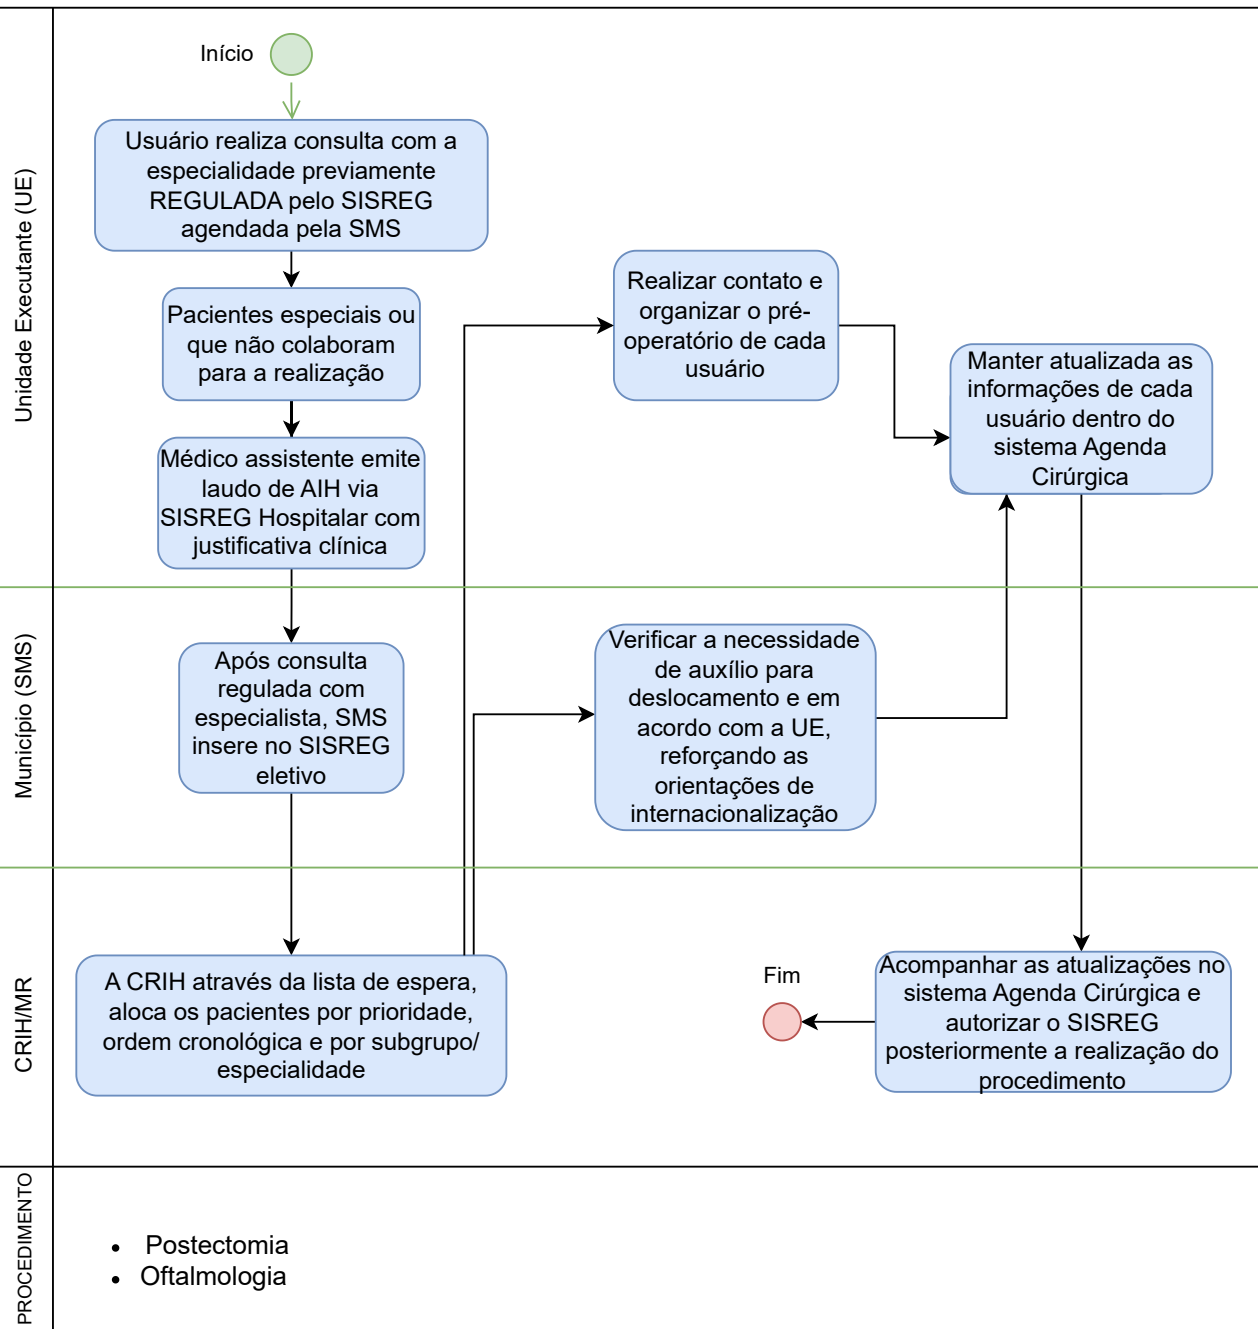 Unidade Executante (UE)
Início
Usuário realiza consulta com a
especialidade previamente
REGULADA pelo SISREG
agendada pela SMS
Pacientes especiais ou
que não colaboram
para a realização
Médico assistente emite
laudo de AIH via
SISREG Hospitalar com
justificativa clínica
Realizar contato e
organizar o pré-
operatório de cada
usuário
Manter atualizada as
informações de cada
usuário dentro do
sistema Agenda
Cirúrgica
Município (SMS)
Após consulta
regulada com
especialista, SMS
insere no SISREG
eletivo
Verificar a necessidade
de auxílio para
deslocamento e em
acordo com a UE,
reforçando as
orientações de
internacionalização
CRIH/MR
A CRIH através da lista de espera,
aloca os pacientes por prioridade,
ordem cronológica e por subgrupo/
especialidade
Fim
Acompanhar as atualizações no
sistema Agenda Cirúrgica e
autorizar o SISREG
posteriormente a realização do
procedimento
PROCEDIMENTO
• Postectomia
• Oftalmologia